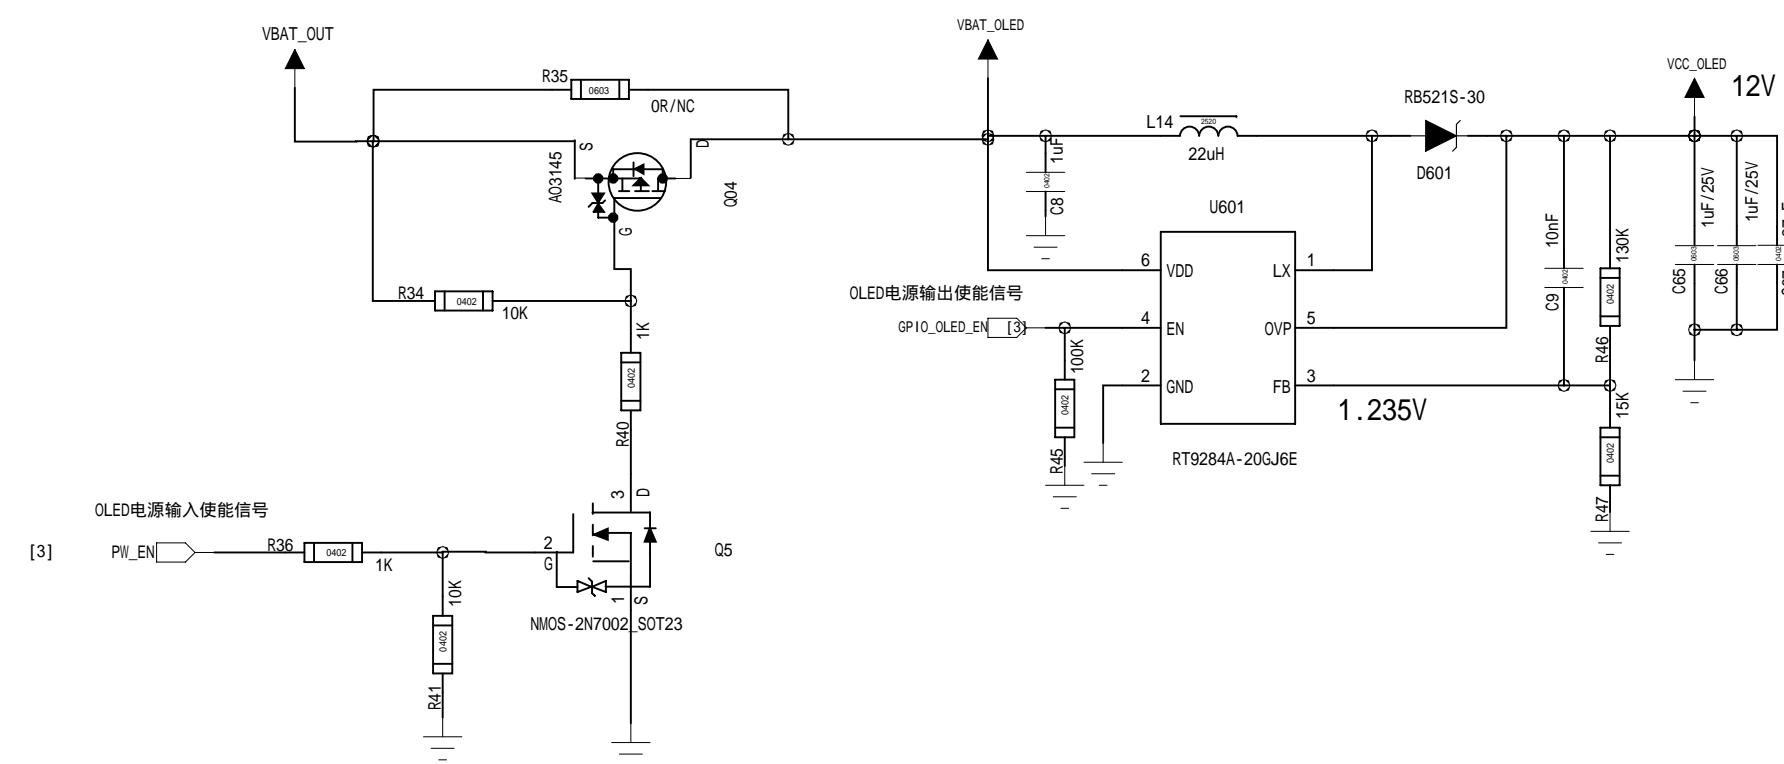 VBAT_OUT
VBAT_OLED
VCC_OLED
12V
R35
0603
0R/NC
RB521S-30
L14
2520
22uH
D601
S
D
AO3145
Q04
G
1uF
0402
C8
U601
6
VDD
LX
1
4
EN
OVP
5
2
GND
FB
3
1.235V
RT9284A-20GJ6E
10nF
0402
C9
130K
0402
R46
15K
0402
R47
1uF/25V
0603
C65
1uF/25V
0603
C66
0402
R34
0402
10K
1K
0402
R40
OLED电源输出使能信号
GPIO_OLED_EN
[3]
100K
0402
R45
3
D
OLED电源输入使能信号
[3]
PW_EN
R36
0402
1K
2
G
Q5
1
S
NMOS-2N7002_SOT23
10K
0402
R41